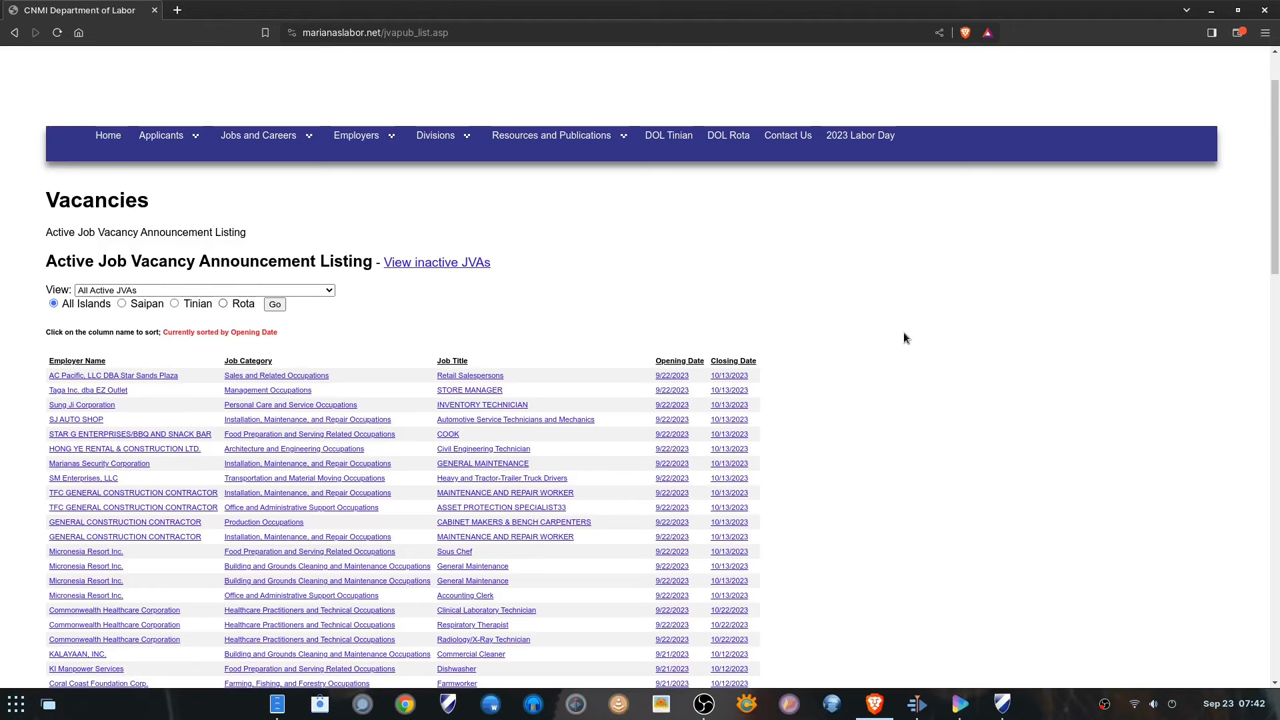 CNMI Department of Labor
marianaslabor.net/jvapub_list.asp
Home Applicants Jobs and Careers Employers Divisions Resources and Publications DOL Tinian DOL Rota Contact Us 2023 Labor Day
Vacancies
Active Job Vacancy Announcement Listing
Active Job Vacancy Announcement Listing - View inactive JVAs
View: All Active JVAs
All Islands Saipan Tinian Rota Go
Click on the column name to sort; Currently sorted by Opening Date
Employer Name Job Category Job Title Opening Date Closing Date
AC Pacific, LLC DBA Star Sands Plaza Sales and Related Occupations Retail Salespersons 9/22/2023 10/13/2023
Taga Inc. dba EZ Outlet Management Occupations STORE MANAGER 9/22/2023 10/13/2023
Sung Ji Corporation Personal Care and Service Occupations INVENTORY TECHNICIAN 9/22/2023 10/13/2023
SJ AUTO SHOP Installation, Maintenance, and Repair Occupations Automotive Service Technicians and Mechanics 9/22/2023 10/13/2023
STAR G ENTERPRISES/BBQ AND SNACK BAR Food Preparation and Serving Related Occupations COOK 9/22/2023 10/13/2023
HONG YE RENTAL & CONSTRUCTION LTD. Architecture and Engineering Occupations Civil Engineering Technician 9/22/2023 10/13/2023
Marianas Security Corporation Installation, Maintenance, and Repair Occupations GENERAL MAINTENANCE 9/22/2023 10/13/2023
SM Enterprises, LLC Transportation and Material Moving Occupations Heavy and Tractor-Trailer Truck Drivers 9/22/2023 10/13/2023
TFC GENERAL CONSTRUCTION CONTRACTOR Installation, Maintenance, and Repair Occupations MAINTENANCE AND REPAIR WORKER 9/22/2023 10/13/2023
TFC GENERAL CONSTRUCTION CONTRACTOR Office and Administrative Support Occupations ASSET PROTECTION SPECIALIST33 9/22/2023 10/13/2023
GENERAL CONSTRUCTION CONTRACTOR Production Occupations CABINET MAKERS & BENCH CARPENTERS 9/22/2023 10/13/2023
GENERAL CONSTRUCTION CONTRACTOR Installation, Maintenance, and Repair Occupations MAINTENANCE AND REPAIR WORKER 9/22/2023 10/13/2023
Micronesia Resort Inc. Food Preparation and Serving Related Occupations Sous Chef 9/22/2023 10/13/2023
Micronesia Resort Inc. Building and Grounds Cleaning and Maintenance Occupations General Maintenance 9/22/2023 10/13/2023
Micronesia Resort Inc. Building and Grounds Cleaning and Maintenance Occupations General Maintenance 9/22/2023 10/13/2023
Micronesia Resort Inc. Office and Administrative Support Occupations Accounting Clerk 9/22/2023 10/13/2023
Commonwealth Healthcare Corporation Healthcare Practitioners and Technical Occupations Clinical Laboratory Technician 9/22/2023 10/22/2023
Commonwealth Healthcare Corporation Healthcare Practitioners and Technical Occupations Respiratory Therapist 9/22/2023 10/22/2023
Commonwealth Healthcare Corporation Healthcare Practitioners and Technical Occupations Radiology/X-Ray Technician 9/22/2023 10/22/2023
KALAYAAN, INC. Building and Grounds Cleaning and Maintenance Occupations Commercial Cleaner 9/21/2023 10/12/2023
KI Manpower Services Food Preparation and Serving Related Occupations Dishwasher 9/21/2023 10/12/2023
Coral Coast Foundation Corp. Farming, Fishing, and Forestry Occupations Farmworker 9/21/2023 10/12/2023
Sep 23 07:42